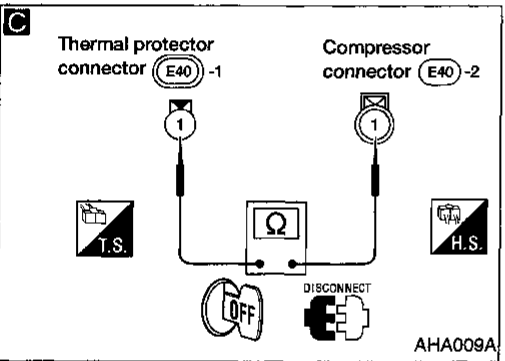 C
Thermal protector
connector E40 -1
Compressor
connector E40 -2
1
1
T.S.
Ω
H.S.
OFF
DISCONNECT
AHA009A